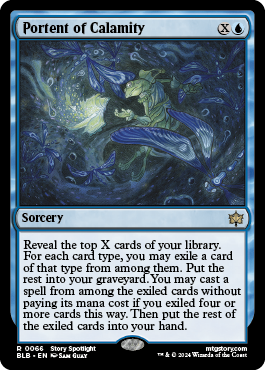 Portent of Calamity X
Sorcery
Reveal the top X cards of your library.
For each card type, you may exile a card
of that type from among them. Put the
rest into your graveyard. You may cast a
spell from among the exiled cards without
paying its mana cost if you exiled four or
more cards this way. Then put the rest of
the exiled cards into your hand.
R 0066 Story Spotlight mtgstory.com
BLB • EN Sam Guay ™ & © 2024 Wizards of the Coast